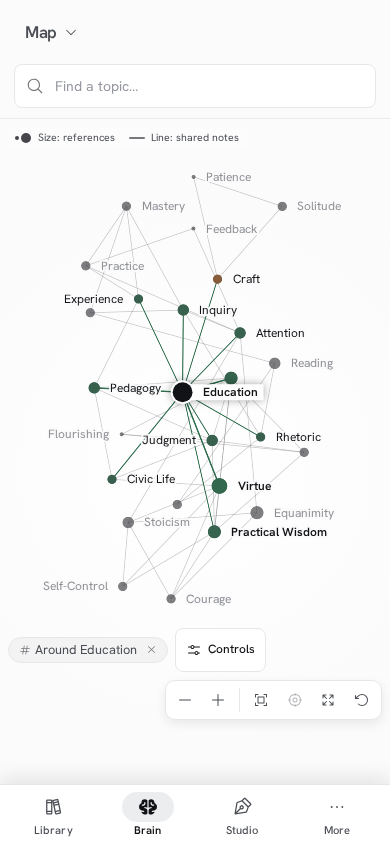 Map
Find a topic...
Size: references
Line: shared notes
Patience
Mastery
Solitude
Feedback
Practice
Craft
Experience
Inquiry
Attention
Reading
Pedagogy
Education
Flourishing
Judgment
Rhetoric
Civic Life
Virtue
Equanimity
Stoicism
Practical Wisdom
Self-Control
Courage
# Around Education ×
Controls
Library
Brain
Studio
More